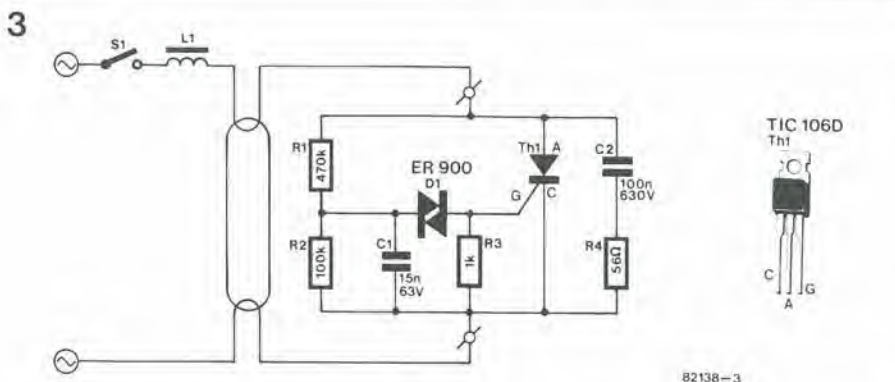 3
S1
L1
R1
470k
R2
100k
ER 900
D1
C1
15n
63V
R3
1k
Th1
A
G
C
C2
100n
630V
R4
56Ω
TIC 106D
Th1
C
A
G
82138-3